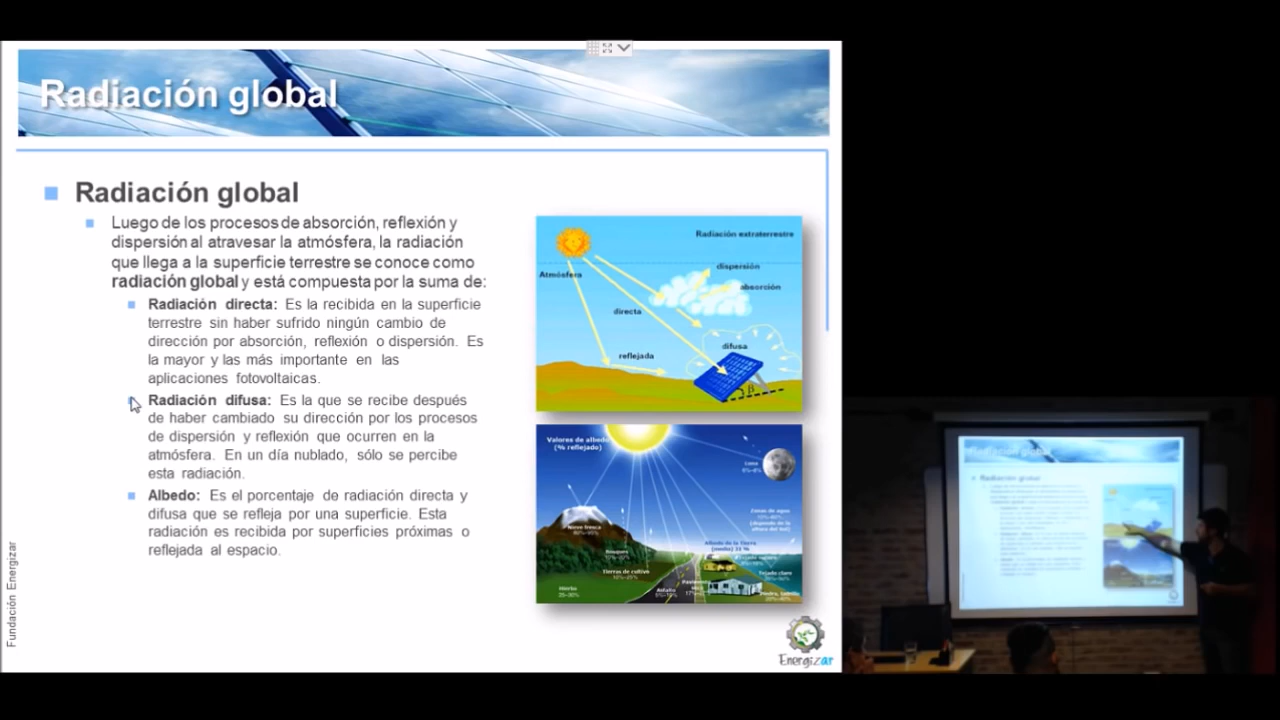 Radiación global
Radiación global
Luego de los procesos de absorción, reflexión y
dispersión al atravesar la atmósfera, la radiación
que llega a la superficie terrestre se conoce como
radiación global y está compuesta por la suma de:
Radiación directa: Es la recibida en la superficie
terrestre sin haber sufrido ningún cambio de
dirección por absorción, reflexión o dispersión. Es
la mayor y las más importante en las
aplicaciones fotovoltaicas.
Radiación difusa: Es la que se recibe después
de haber cambiado su dirección por los procesos
de dispersión y reflexión que ocurren en la
atmósfera. En un día nublado, sólo se percibe
esta radiación.
Albedo: Es el porcentaje de radiación directa y
difusa que se refleja por una superficie. Esta
radiación es recibida por superficies próximas o
reflejada al espacio.
Fundación Energizar
Radiación extraterrestre
Atmósfera
dispersión
absorción
directa
difusa
reflejada
β
Valores de albedo
(% reflejado)
Luna
Zonas de agua
Nieve fresca
Albedo de la Tierra
Bosques
Tierras de cultivo
Hierba
Asfalto
Tejado claro
Energizar
Radiación global
Radiación global